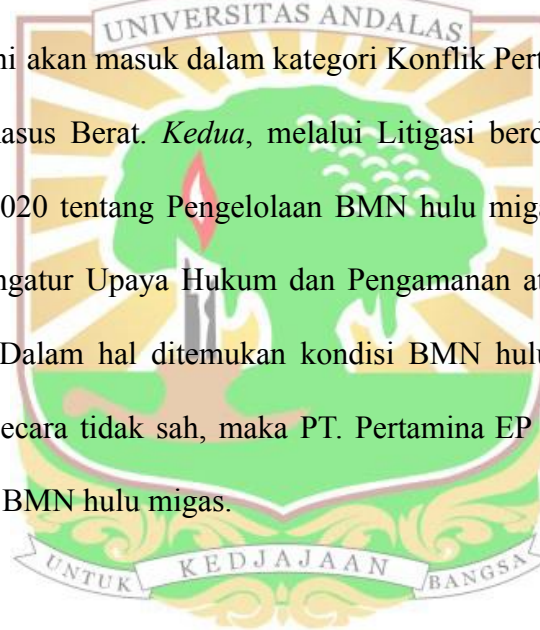 UNIVERSITAS ANDALAS
ni akan masuk dalam kategori Konflik Pert
asus Berat. Kedua, melalui Litigasi berd
020 tentang Pengelolaan BMN hulu miga
ngatur Upaya Hukum dan Pengamanan at
Dalam hal ditemukan kondisi BMN hulu
ecara tidak sah, maka PT. Pertamina EP
BMN hulu migas.
UNTUK KEDJAJAAN BANGSA